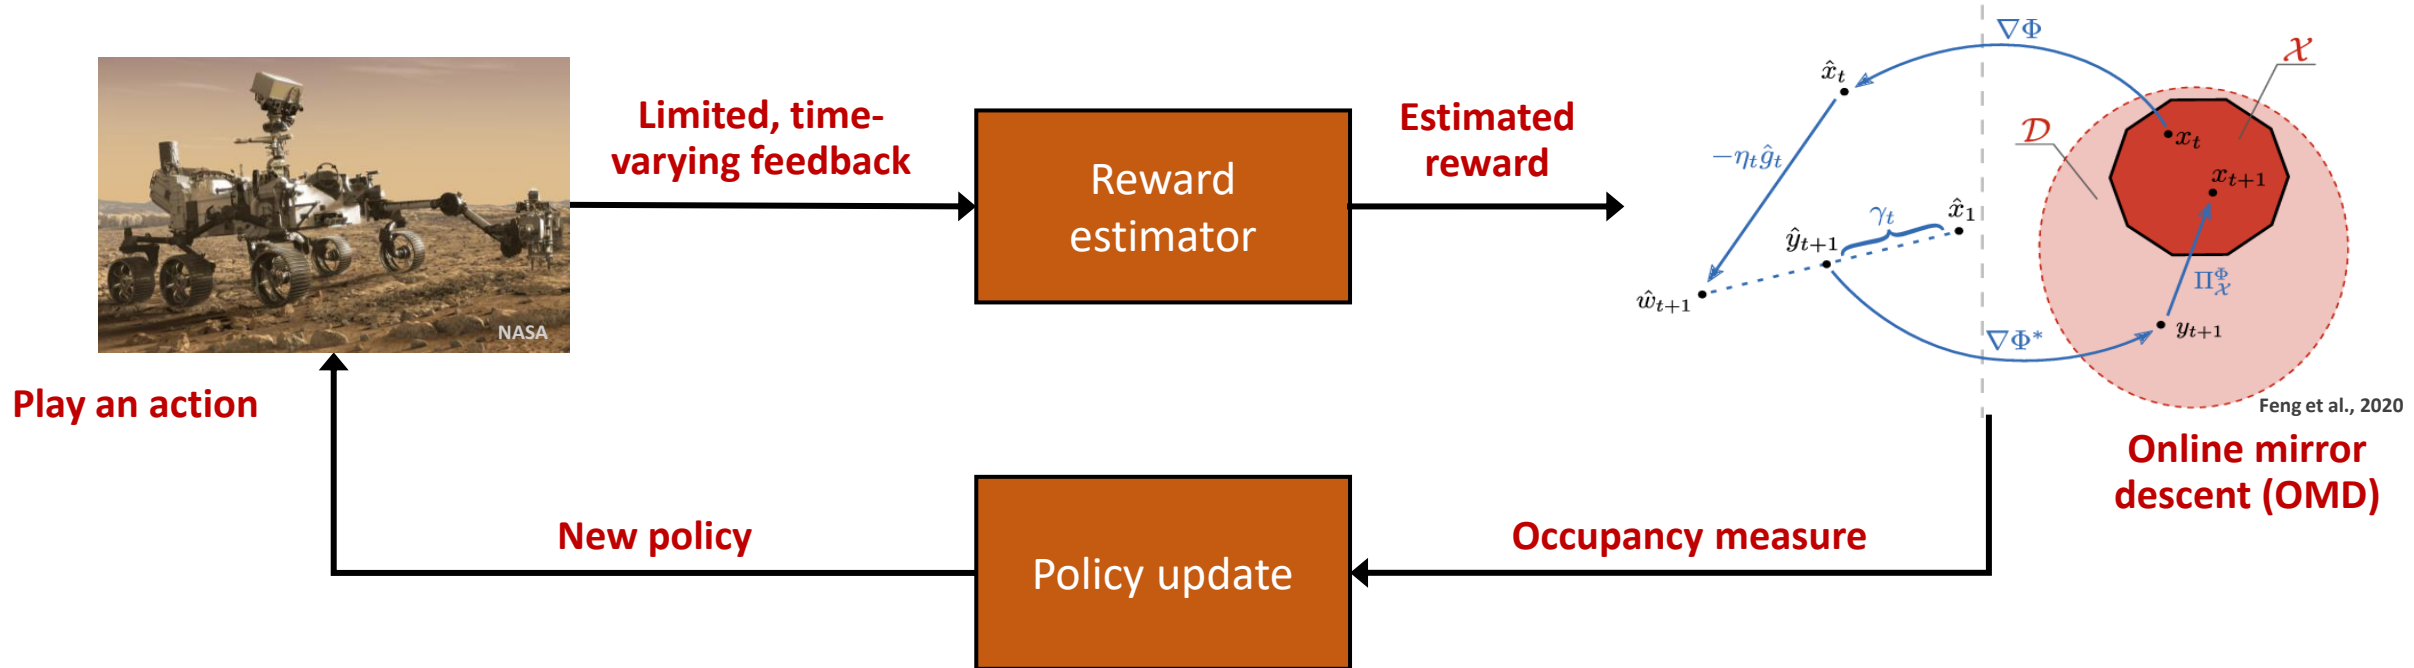 Limited, time-
varying feedback
Reward
estimator
Estimated
reward
∇Φ
x̂ₜ
𝒳
𝒟
xₜ
−ηₜĝₜ
xₜ₊₁
γₜ
x̂₁
ŷₜ₊₁
ŵₜ₊₁
Π_𝒳^Φ
yₜ₊₁
∇Φ*
NASA
Feng et al., 2020
Online mirror
descent (OMD)
Play an action
New policy
Policy update
Occupancy measure